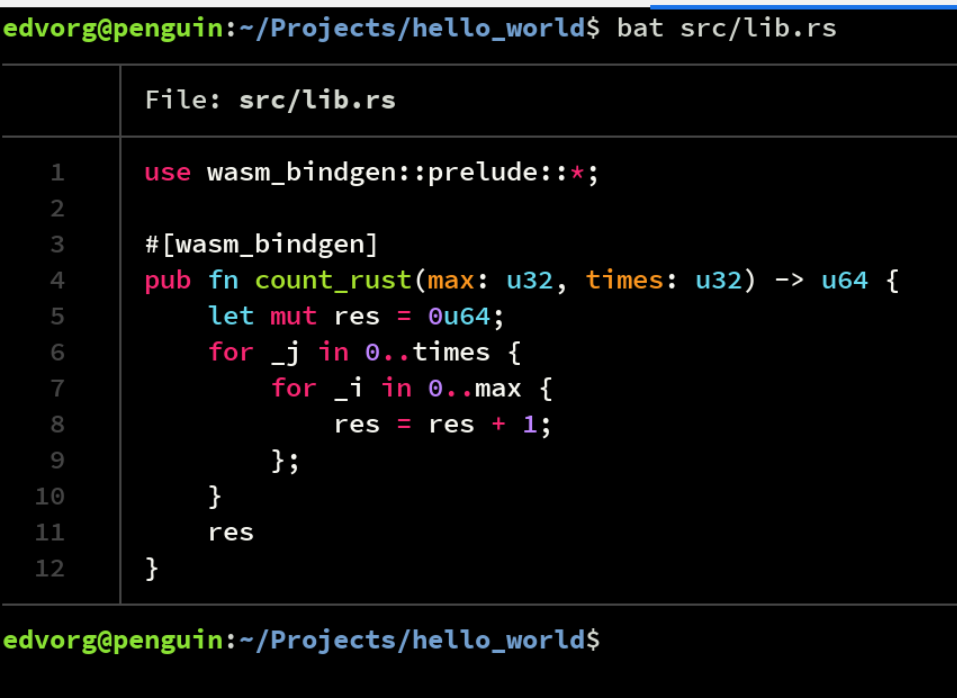 edvorg@penguin:~/Projects/hello_world$ bat src/lib.rs
File: src/lib.rs
1 use wasm_bindgen::prelude::*;
2
3 #[wasm_bindgen]
4 pub fn count_rust(max: u32, times: u32) -> u64 {
5     let mut res = 0u64;
6     for _j in 0..times {
7         for _i in 0..max {
8             res = res + 1;
9         };
10     }
11     res
12 }
edvorg@penguin:~/Projects/hello_world$